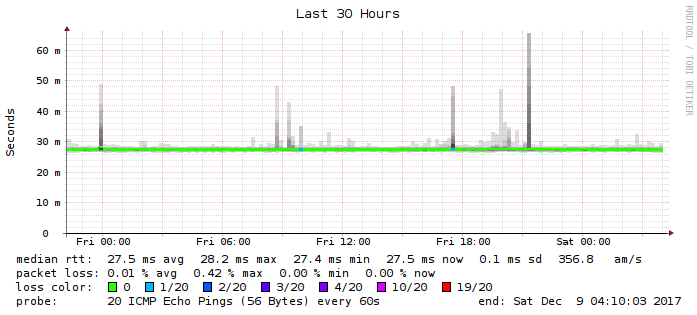 Last 30 Hours
RRDTOOL / TOBI OETIKER
Seconds
60 m
50 m
40 m
30 m
20 m
10 m
0
Fri 00:00 Fri 06:00 Fri 12:00 Fri 18:00 Sat 00:00
median rtt: 27.5 ms avg 28.2 ms max 27.4 ms min 27.5 ms now 0.1 ms sd 356.8 am/s
packet loss: 0.01 % avg 0.42 % max 0.00 % min 0.00 % now
loss color: 0 1/20 2/20 3/20 4/20 10/20 19/20
probe: 20 ICMP Echo Pings (56 Bytes) every 60s end: Sat Dec 9 04:10:03 2017